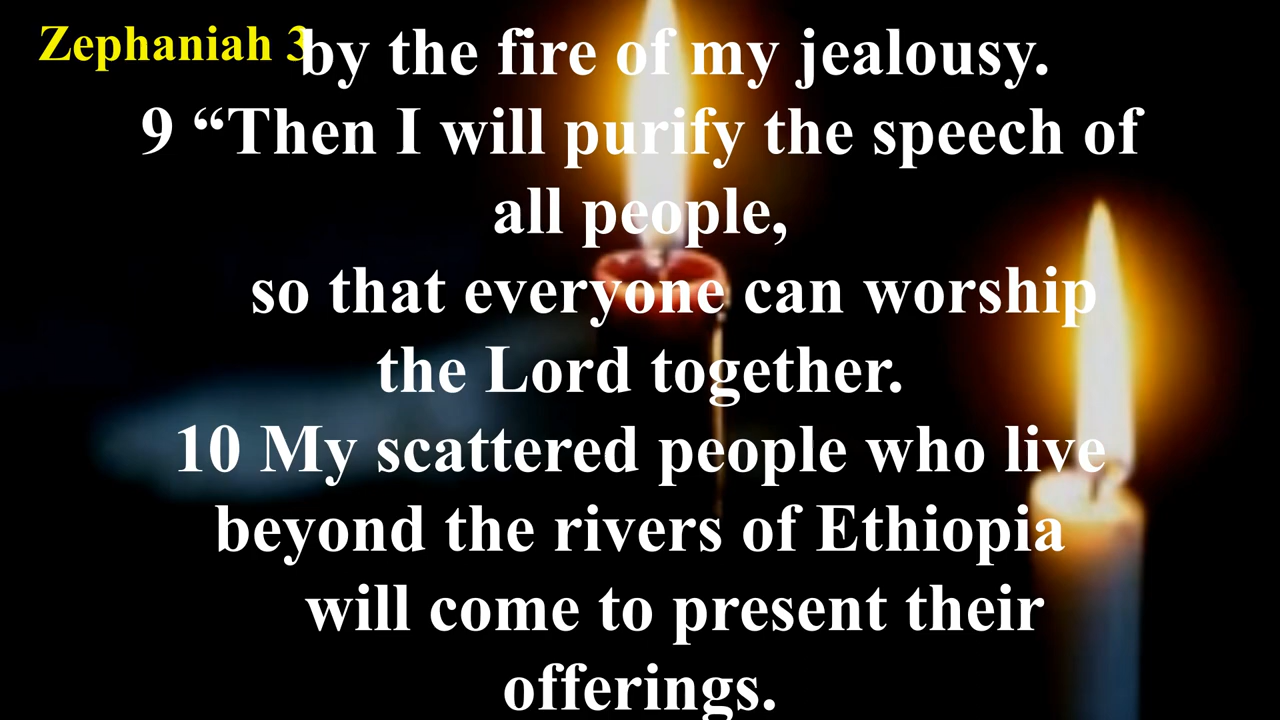 Zephaniah 3
by the fire of my jealousy.
9 “Then I will purify the speech of
all people,
so that everyone can worship
the Lord together.
10 My scattered people who live
beyond the rivers of Ethiopia
will come to present their
offerings.